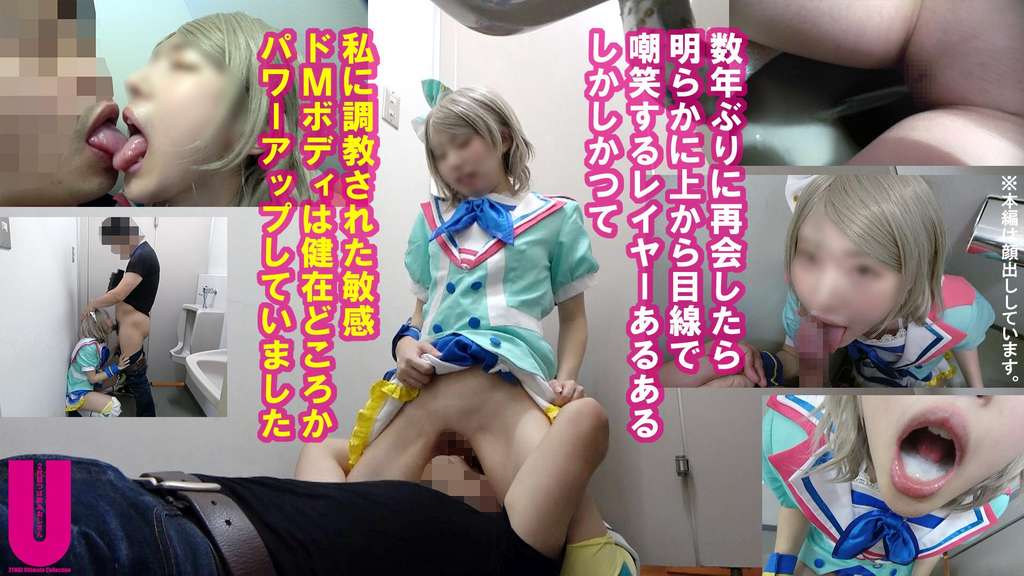 数年ぶりに再会したら
明らかに上から目線で
嘲笑するレイヤーあるある
しかしかつて
私に調教された敏感
ドMボディは健在どころか
パワーアップしていました
※本編は顔出ししています。
U